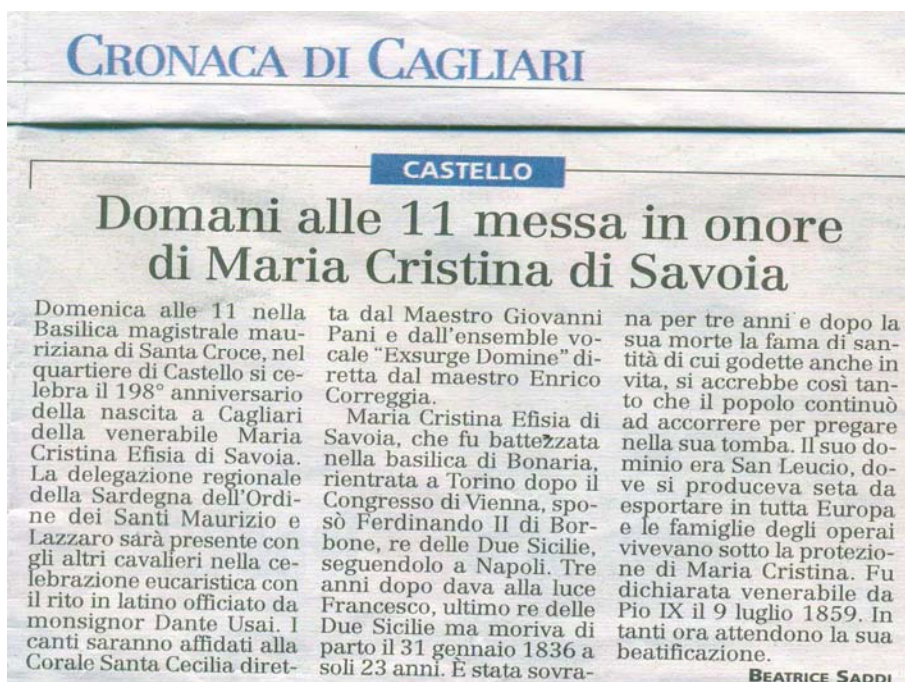 CRONACA DI CAGLIARI
CASTELLO
Domani alle 11 messa in onore
di Maria Cristina di Savoia
Domenica alle 11 nella
Basilica magistrale mau-
riziana di Santa Croce, nel
quartiere di Castello si ce-
lebra il 198° anniversario
della nascita a Cagliari
della venerabile Maria
Cristina Efisia di Savoia.
La delegazione regionale
della Sardegna dell'Ordi-
ne dei Santi Maurizio e
Lazzaro sarà presente con
gli altri cavalieri nella ce-
lebrazione eucaristica con
il rito in latino officiato da
monsignor Dante Usai. I
canti saranno affidati alla
Corale Santa Cecilia diret-
ta dal Maestro Giovanni
Pani e dall'ensemble vo-
cale "Exsurge Domine" di-
retta dal maestro Enrico
Correggia.
Maria Cristina Efisia di
Savoia, che fu battezzata
nella basilica di Bonaria,
rientrata a Torino dopo il
Congresso di Vienna, spo-
sò Ferdinando II di Bor-
bone, re delle Due Sicilie,
seguendolo a Napoli. Tre
anni dopo dava alla luce
Francesco, ultimo re delle
Due Sicilie ma moriva di
parto il 31 gennaio 1836 a
soli 23 anni. È stata sovra-
na per tre anni e dopo la
sua morte la fama di san-
tità di cui godette anche in
vita, si accrebbe così tan-
to che il popolo continuò
ad accorrere per pregare
nella sua tomba. Il suo do-
minio era San Leucio, do-
ve si produceva seta da
esportare in tutta Europa
e le famiglie degli operai
vivevano sotto la protezio-
ne di Maria Cristina. Fu
dichiarata venerabile da
Pio IX il 9 luglio 1859. In
tanti ora attendono la sua
beatificazione.
BEATRICE SADDI